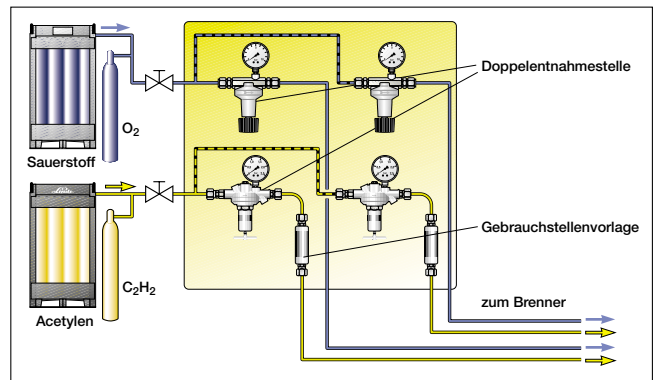 Doppelentnahmestelle
O₂
Sauerstoff
Gebrauchstellenvorlage
C₂H₂
Acetylen
zum Brenner